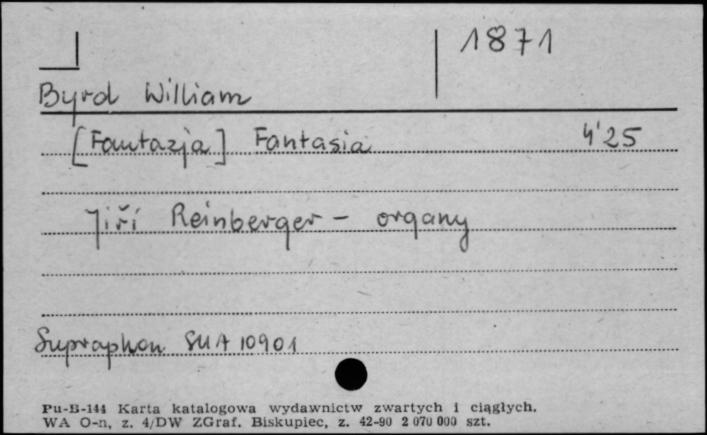 1871
Byrd William
[Fantazja] Fantasia 4'25
Jiří Reinberger - organy
Supraphon SUA 10901
Pu-B-144 Karta katalogowa wydawnictw zwartych i ciągłych.
WA O-n, z. 4/DW ZGraf. Biskupiec, z. 42-90 2 070 000 szt.